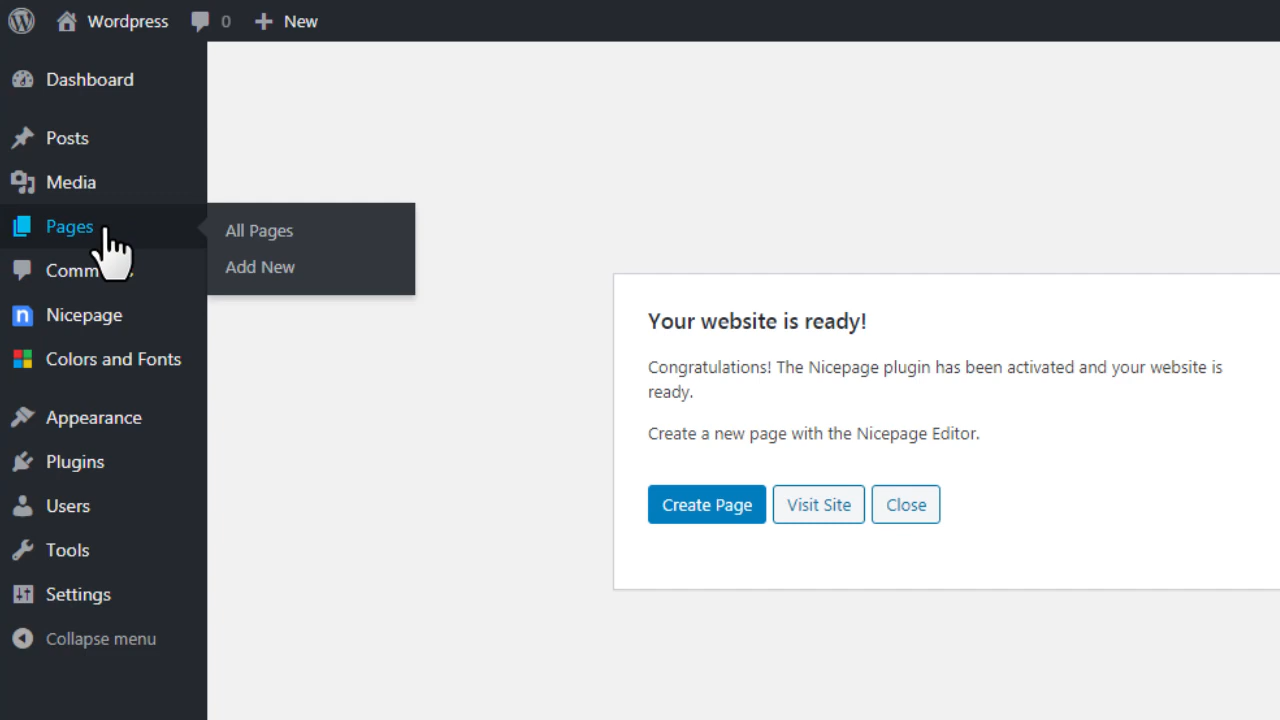 Wordpress 0 New
Dashboard
Posts
Media
Pages
All Pages
Add New
Nicepage
Colors and Fonts
Appearance
Plugins
Users
Tools
Settings
Collapse menu
Your website is ready!
Congratulations! The Nicepage plugin has been activated and your website is
ready.
Create a new page with the Nicepage Editor.
Create Page Visit Site Close